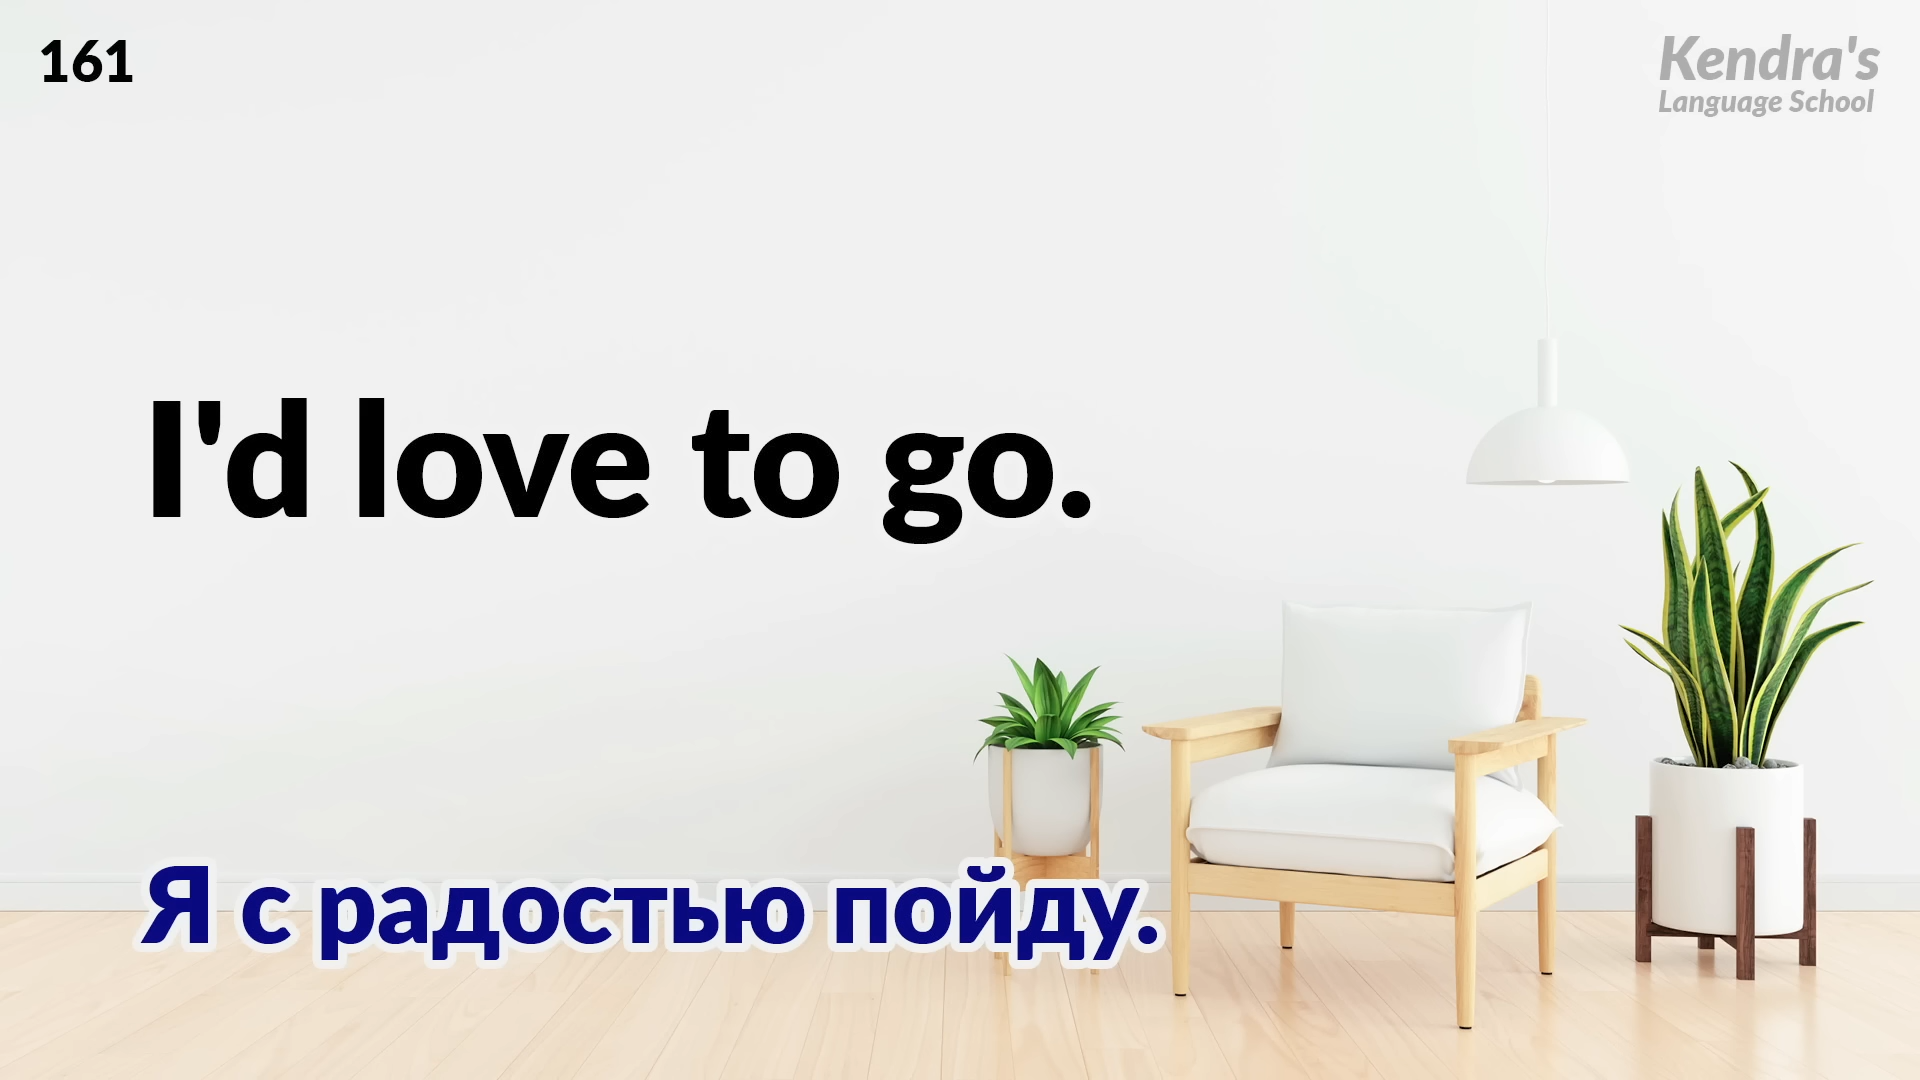 161
Kendra's
Language School
I'd love to go.
Я с радостью пойду.